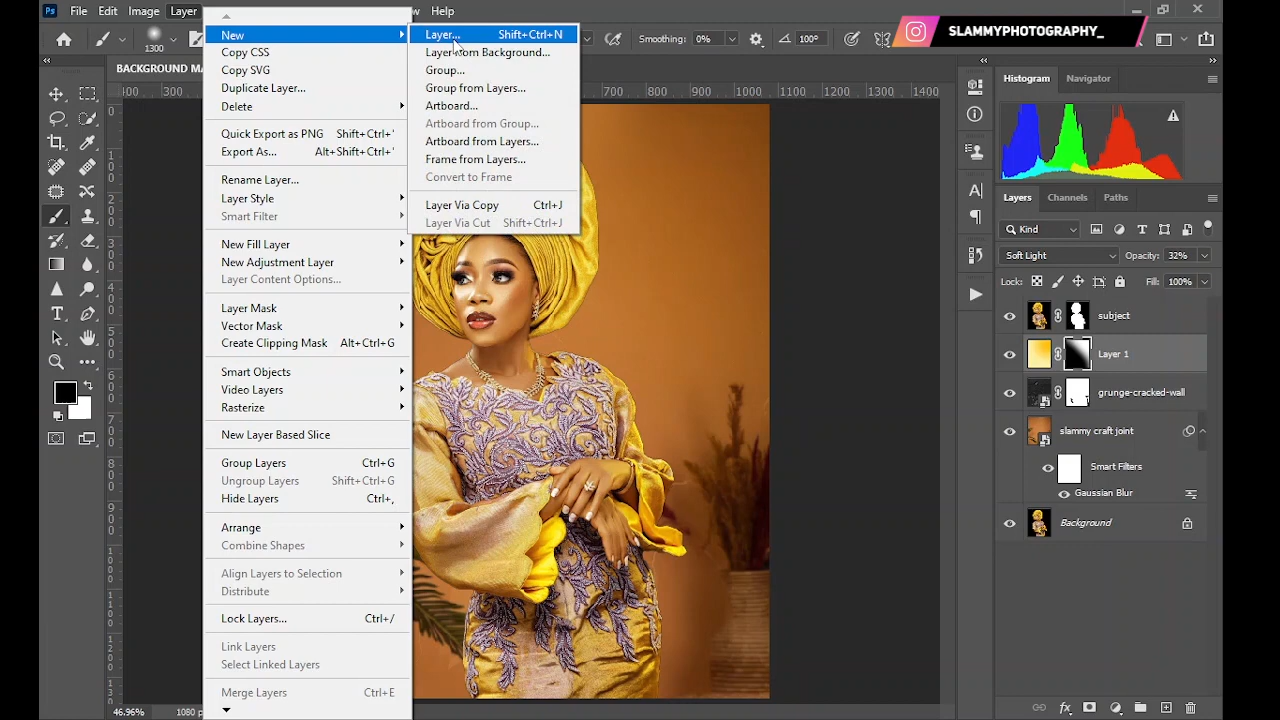 File Edit Image Layer Help
SLAMMYPHOTOGRAPHY_
1300
Smoothing: 0% 100°
BACKGROUND MA
400 300 700 800 900 1000 1100 1200 1300 1400
New
Copy CSS
Copy SVG
Duplicate Layer...
Delete
Quick Export as PNG Shift+Ctrl+'
Export As... Alt+Shift+Ctrl+'
Rename Layer...
Layer Style
Smart Filter
New Fill Layer
New Adjustment Layer
Layer Content Options...
Layer Mask
Vector Mask
Create Clipping Mask Alt+Ctrl+G
Smart Objects
Video Layers
Rasterize
New Layer Based Slice
Group Layers Ctrl+G
Ungroup Layers Shift+Ctrl+G
Hide Layers Ctrl+,
Arrange
Combine Shapes
Align Layers to Selection
Distribute
Lock Layers... Ctrl+/
Link Layers
Select Linked Layers
Merge Layers Ctrl+E
Layer... Shift+Ctrl+N
Layer from Background...
Group...
Group from Layers...
Artboard...
Artboard from Group...
Artboard from Layers...
Frame from Layers...
Convert to Frame
Layer Via Copy Ctrl+J
Layer Via Cut Shift+Ctrl+J
Histogram Navigator
Layers Channels Paths
Kind
Soft Light Opacity:
Locks: Fill: 100%
subject
Layer 1
grunge-cracked-wall
slammy craft joint
Smart Filters
Gaussian Blur
Background
46.96% 1080 p